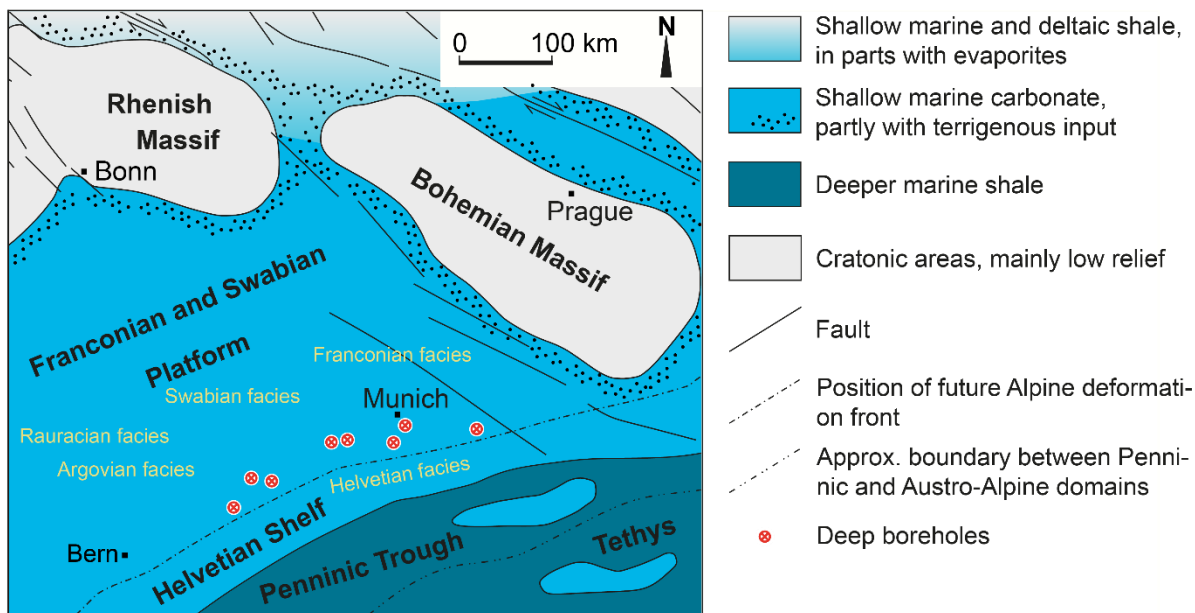 0
100 km
N
Rhenish
Massif
Bonn
Bohemian Massif
Prague
Franconian and Swabian
Platform
Franconian facies
Swabian facies
Munich
Rauracian facies
Argovian facies
Helvetian facies
Bern
Helvetian Shelf
Penninic Trough
Tethys
Shallow marine and deltaic shale,
in parts with evaporites
Shallow marine carbonate,
partly with terrigenous input
Deeper marine shale
Cratonic areas, mainly low relief
Fault
Position of future Alpine deformati-
on front
Approx. boundary between Penni-
nic and Austro-Alpine domains
Deep boreholes